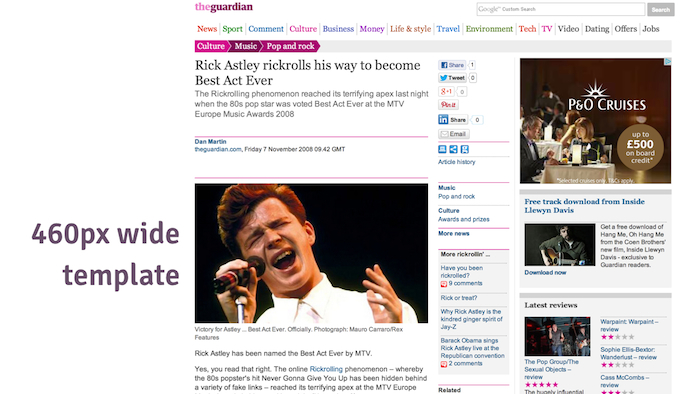 theguardian
Google™ Custom Search
Search
News Sport Comment Culture Business Money Life & style Travel Environment Tech TV Video Dating Offers Jobs
Culture Music Pop and rock
Rick Astley rickrolls his way to become
Best Act Ever
The Rickrolling phenomenon reached its terrifying apex last night
when the 80s pop star was voted Best Act Ever at the MTV
Europe Music Awards 2008
Dan Martin
theguardian.com, Friday 7 November 2008 09.42 GMT
460px wide
template
Victory for Astley ... Best Act Ever. Officially. Photograph: Mauro Carraro/Rex
Features
Rick Astley has been named the Best Act Ever by MTV.
Yes, you read that right. The online Rickrolling phenomenon – whereby
the 80s popster's hit Never Gonna Give You Up has been hidden behind
a variety of fake links – reached its terrifying apex at the MTV Europe
Share 1
Tweet 0
+1 0
Pinit
Share 0
Email
Article history
Music
Pop and rock
Culture
Awards and prizes
More news
More rickrollin' ...
Have you been
rickrolled?
9 comments
Rick or treat?
Why Rick Astley is the
kindred ginger spirit of
Jay-Z
Barack Obama sings
Rick Astley live at the
Republican convention
2 comments
Related
P&O CRUISES
up to
£500
on board
credit*
*Selected cruises only. T&Cs apply.
Free track download from Inside
Llewyn Davis
Get a free download of
Hang Me, Oh Hang Me
from the Coen Brothers'
new film, Inside Llewyn
Davis - exclusive to
Guardian readers.
Download now
Latest reviews
The Pop Group/The
Sexual Objects –
review
The hugely influential
Warpaint: Warpaint –
review
Sophie Ellis-Bextor:
Wanderlust – review
Cass McCombs –